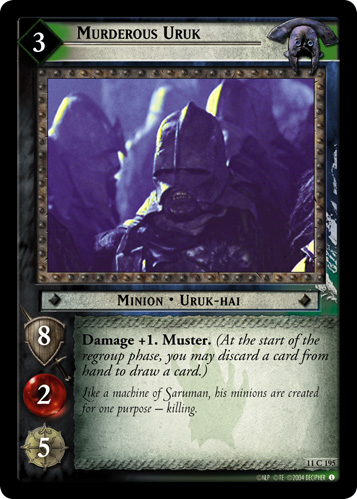 3
Murderous Uruk
Minion • Uruk-hai
8
Damage +1. Muster. (At the start of the
regroup phase, you may discard a card from
hand to draw a card.)
2
Like a machine of Saruman, his minions are created
for one purpose — killing.
5
11 C 195
©NLP ©TE ©2004 DECIPHER